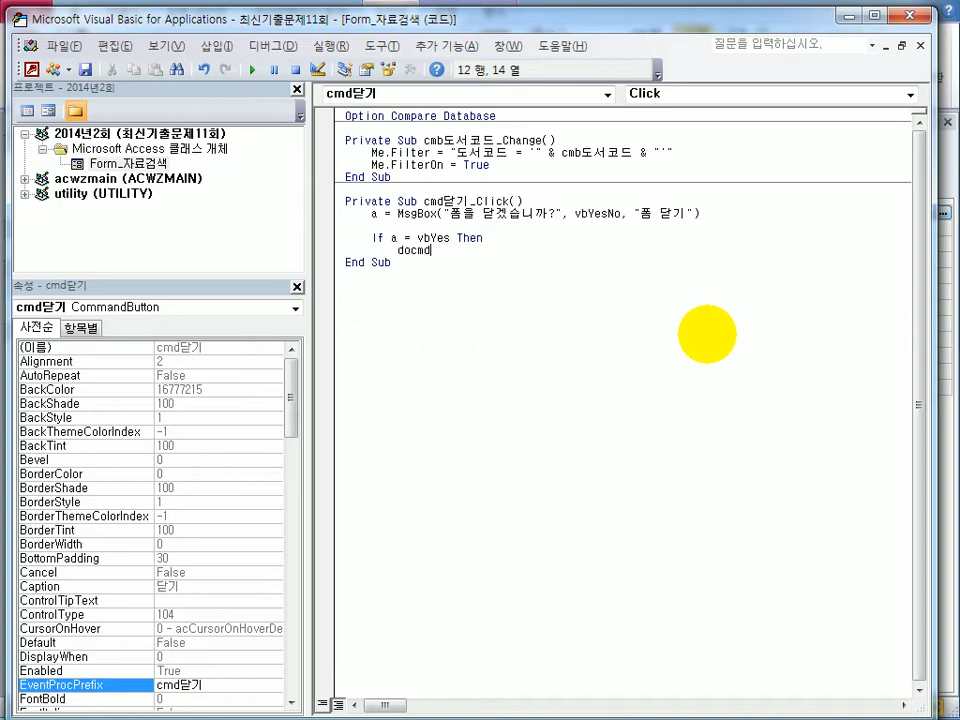 Microsoft Visual Basic for Applications - 최신기출문제11회 - [Form_자료검색 (코드)]
파일(F) 편집(E) 보기(V) 삽입(I) 디버그(D) 실행(R) 도구(T) 추가 기능(A) 창(W) 도움말(H) 질문을 입력하십시오.
12 행, 14 열
프로젝트 - 2014년2회
cmd닫기 Click
2014년2회 (최신기출문제11회)
Microsoft Access 클래스 개체
Form_자료검색
acwzmain (ACWZMAIN)
utility (UTILITY)
Option Compare Database
Private Sub cmb도서코드_Change()
Me.Filter = "도서코드 = '" & cmb도서코드 & "'"
Me.FilterOn = True
End Sub
Private Sub cmd닫기_Click()
a = MsgBox("폼을 닫겠습니까?", vbYesNo, "폼 닫기")
If a = vbYes Then
docmd
End Sub
속성 - cmd닫기
cmd닫기 CommandButton
사전순 항목별
(이름) cmd닫기
Alignment 2
AutoRepeat False
BackColor 16777215
BackShade 100
BackStyle 1
BackThemeColorIndex -1
BackTint 100
Bevel 0
BorderColor 0
BorderShade 100
BorderStyle 1
BorderThemeColorIndex -1
BorderTint 100
BorderWidth 0
BottomPadding 30
Cancel False
Caption 닫기
ControlTipText
ControlType 104
CursorOnHover 0 - acCursorOnHoverDe
Default False
DisplayWhen 0
Enabled True
EventProcPrefix cmd닫기
FontBold 0